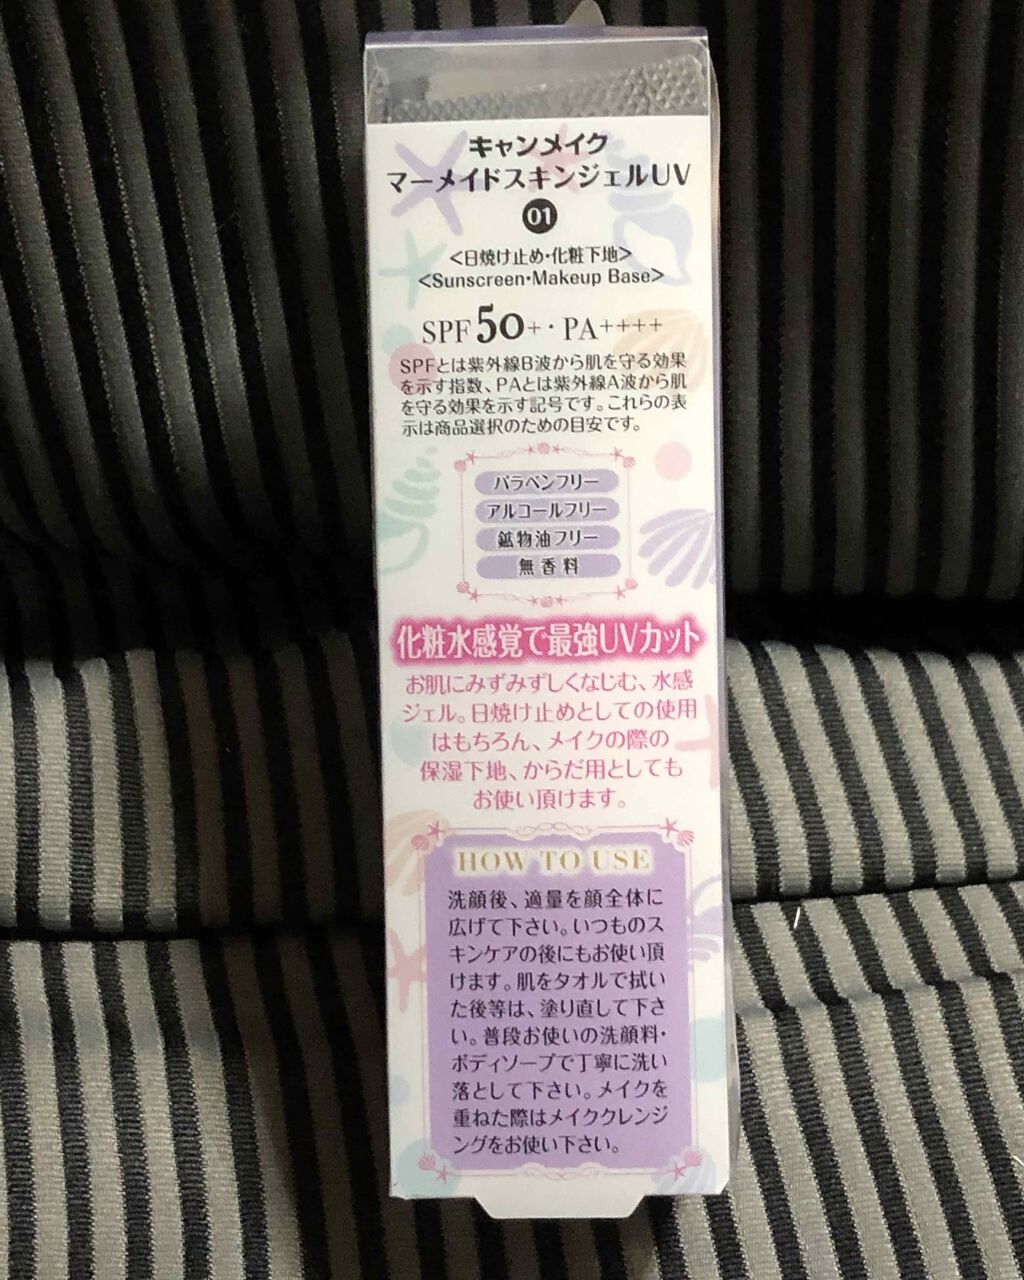 キャンメイク
マーメイドスキンジェルUV
01
<日焼け止め・化粧下地>
<Sunscreen・Makeup Base>
SPF 50+・PA++++
SPFとは紫外線B波から肌を守る効果
を示す指数、PAとは紫外線A波から肌
を守る効果を示す記号です。これらの表
示は商品選択のための目安です。
パラベンフリー
アルコールフリー
鉱物油フリー
無香料
化粧水感覚で最強UVカット
お肌にみずみずしくなじむ、水感
ジェル。日焼け止めとしての使用
はもちろん、メイクの際の
保湿下地、からだ用としても
お使い頂けます。
HOW TO USE
洗顔後、適量を顔全体に
広げて下さい。いつものス
キンケアの後にもお使い頂
けます。肌をタオルで拭い
た後等は、塗り直して下さ
い。普段お使いの洗顔料・
ボディソープで丁寧に洗い
落として下さい。メイクを
重ねた際はメイククレンジ
ングをお使い下さい。